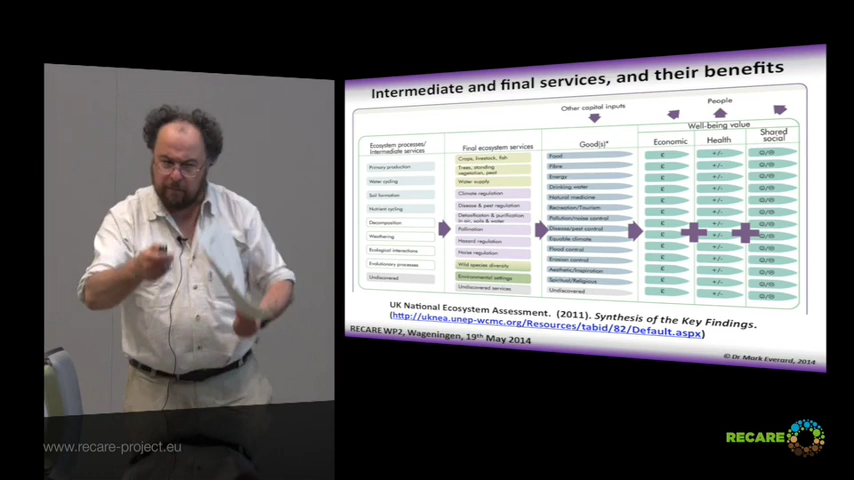 Intermediate and final services, and their benefits
Other capital inputs
People
Well-being value
Ecosystem processes/
Intermediate services
Final ecosystem services
Good(s)*
Economic
Health
Shared
social
Primary production
Water cycling
Soil formation
Nutrient cycling
Decomposition
Weathering
Ecological interactions
Evolutionary processes
Undiscovered
Crops, livestock, fish
Trees, standing
vegetation, peat
Water supply
Climate regulation
Disease & pest regulation
Detoxification & purification
in air, soils & water
Pollination
Hazard regulation
Noise regulation
Wild species diversity
Environmental settings
Undiscovered services
Food
Fibre
Energy
Drinking water
Natural medicine
Recreation/Tourism
Pollution/noise control
Disease/pest control
Equable climate
Flood control
Erosion control
Aesthetic/Inspiration
Spiritual/Religious
Undiscovered
£
£
£
£
£
£
£
£
£
£
£
£
+/-
+/-
+/-
+/-
+/-
+/-
+/-
+/-
+/-
+/-
+/-
+/-
UK National Ecosystem Assessment. (2011). Synthesis of the Key Findings.
(http://uknea.unep-wcmc.org/Resources/tabid/82/Default.aspx)
RECARE WP2, Wageningen, 19th May 2014
© Dr Mark Everard, 2014
www.recare-project.eu
RECARE